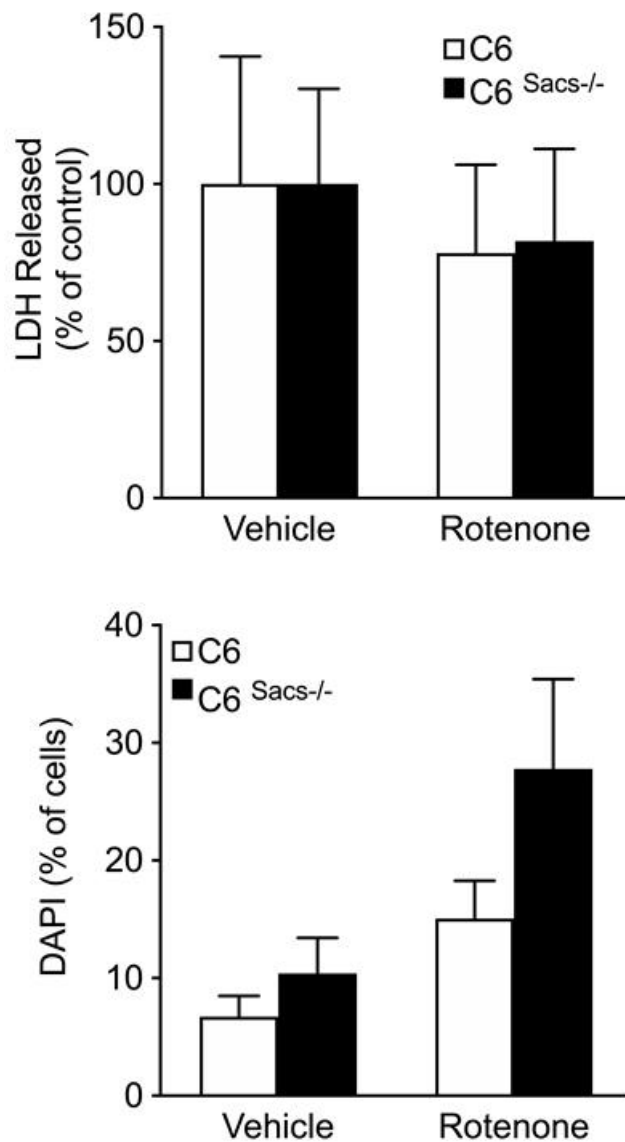 LDH Released
(% of control)
150
100
50
0
C6
C6 Sacs-/-
Vehicle Rotenone
DAPI (% of cells)
40
30
20
10
0
C6
C6 Sacs-/-
Vehicle Rotenone